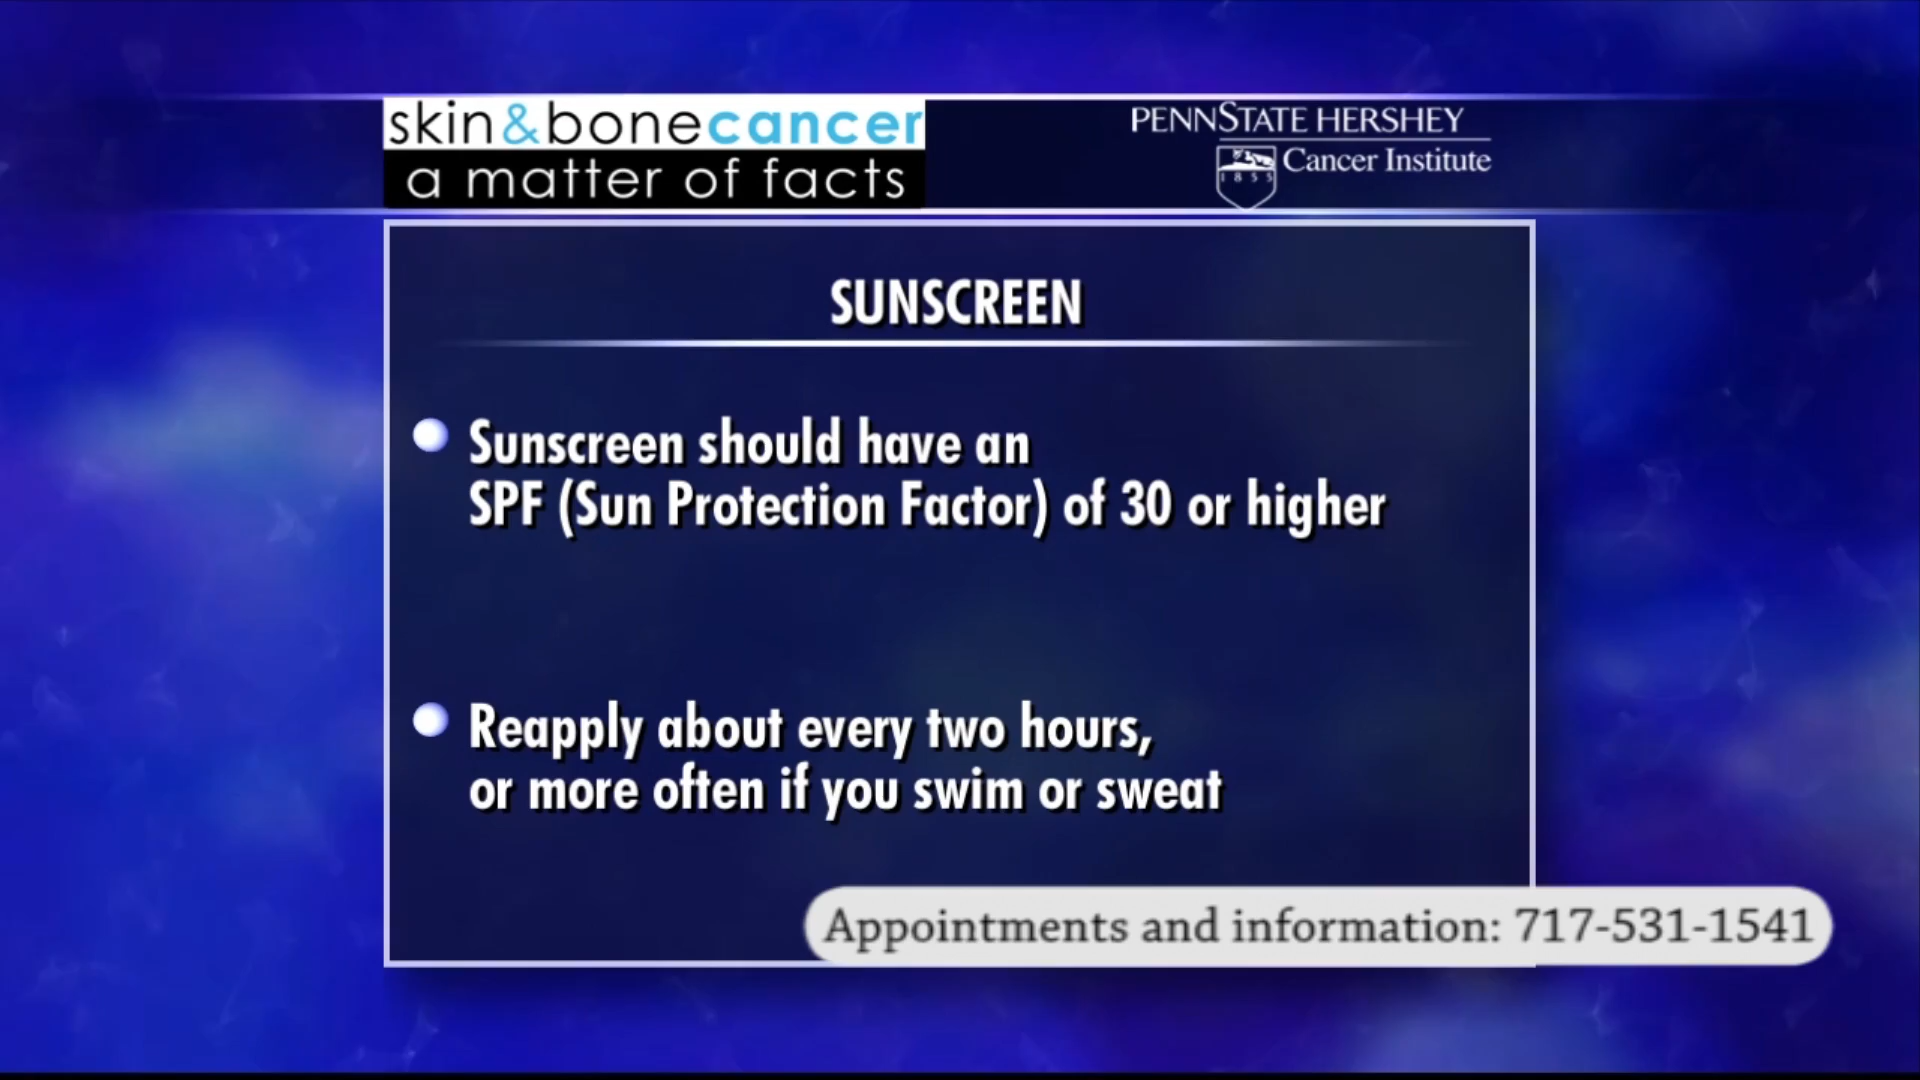 skin&bonecancer
a matter of facts
PENNSTATE HERSHEY
Cancer Institute
1855
SUNSCREEN
Sunscreen should have an
SPF (Sun Protection Factor) of 30 or higher
Reapply about every two hours,
or more often if you swim or sweat
Appointments and information: 717-531-1541